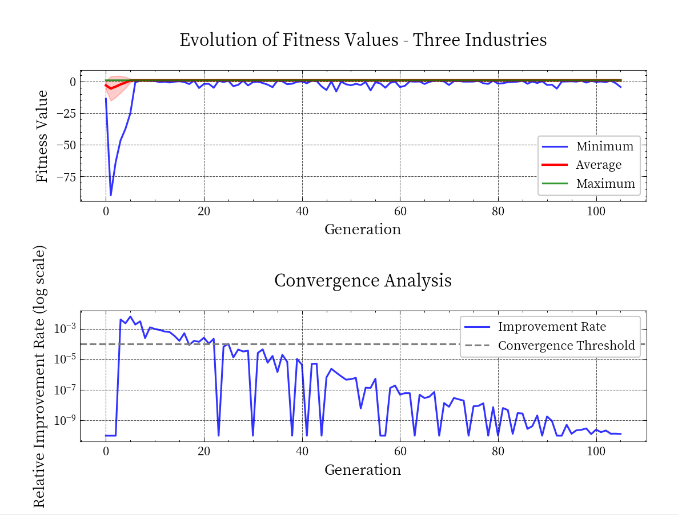 Evolution of Fitness Values - Three Industries
Fitness Value
0
−25
−50
−75
Minimum
Average
Maximum
0 20 40 60 80 100
Generation
Convergence Analysis
Relative Improvement Rate (log scale)
10⁻³
10⁻⁵
10⁻⁷
10⁻⁹
Improvement Rate
Convergence Threshold
0 20 40 60 80 100
Generation